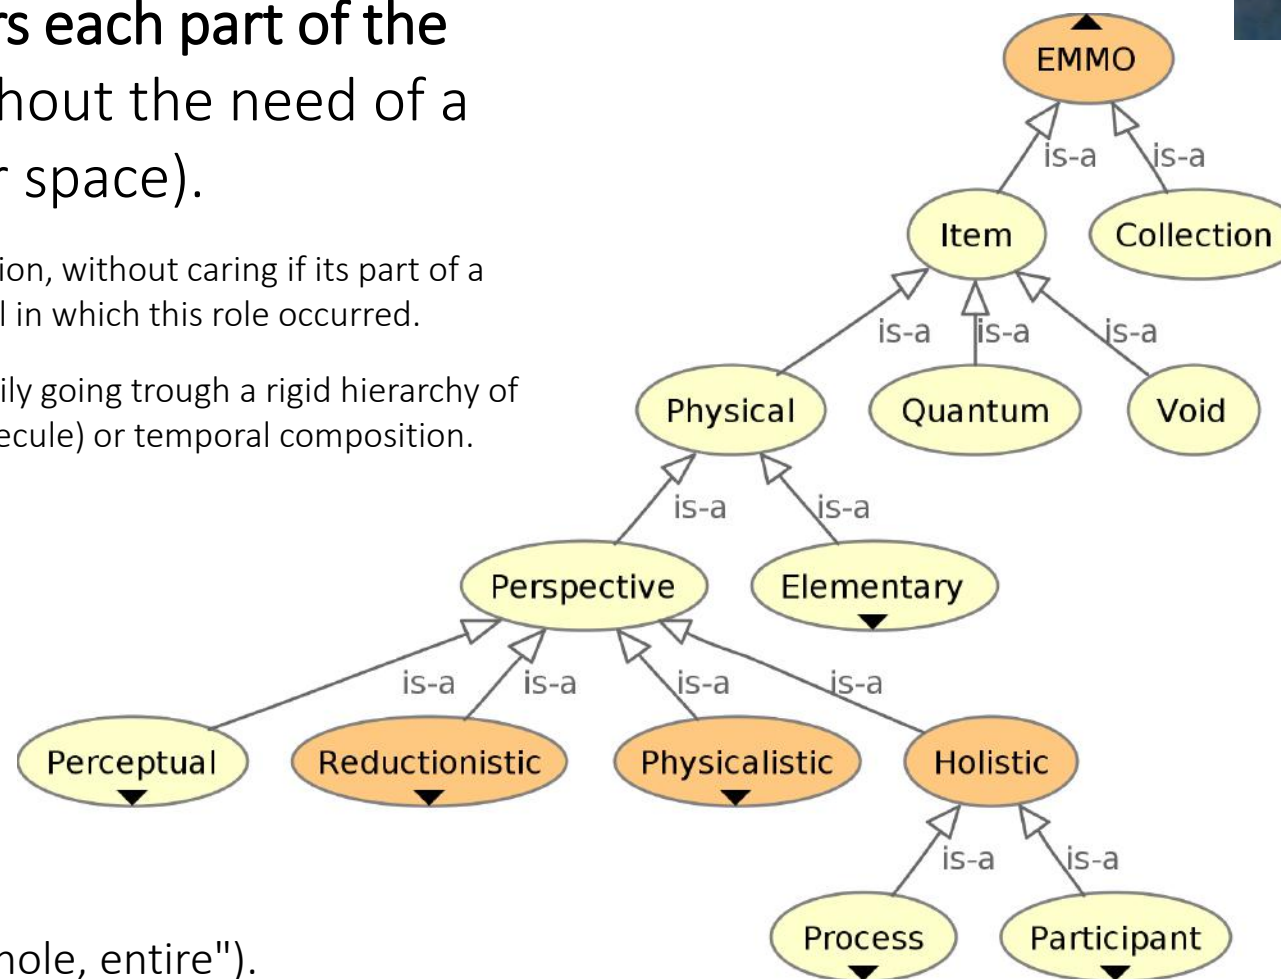 rs each part of the
hout the need of a
r space).
ion, without caring if its part of a
l in which this role occurred.
ily going trough a rigid hierarchy of
ecule) or temporal composition.
EMMO
is-a is-a
Item Collection
is-a is-a is-a
Physical Quantum Void
is-a is-a
Perspective Elementary
is-a is-a is-a is-a
Perceptual Reductionistic Physicalistic Holistic
is-a is-a
Process Participant
nole, entire").